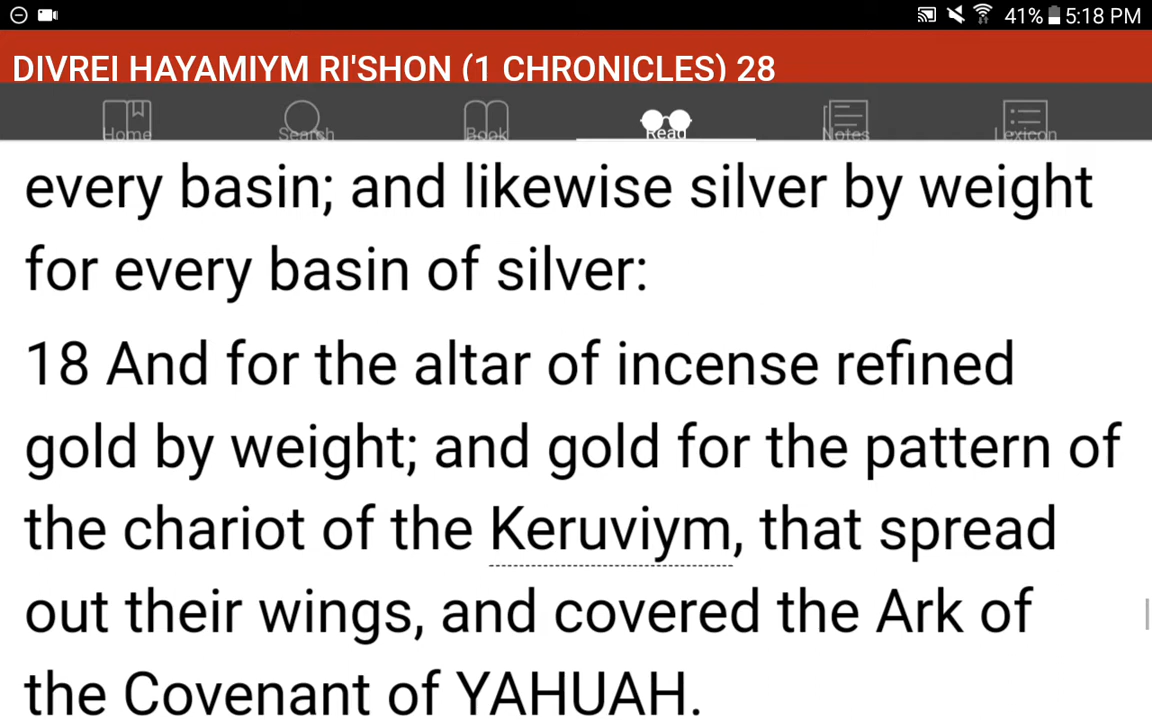 41% 5:18 PM
DIVREI HAYAMIYM RI'SHON (1 CHRONICLES) 28
Home Search Book Read Notes Lexicon
every basin; and likewise silver by weight
for every basin of silver:
18 And for the altar of incense refined
gold by weight; and gold for the pattern of
the chariot of the Keruviym, that spread
out their wings, and covered the Ark of
the Covenant of YAHUAH.